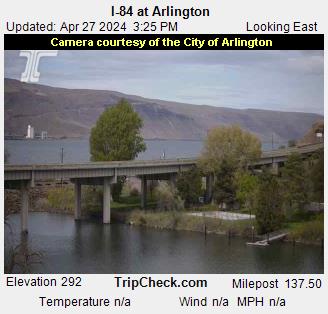 I-84 at Arlington
Updated: Apr 27 2024 3:25 PM Looking East
Camera courtesy of the City of Arlington
Elevation 292 TripCheck.com Milepost 137.50
Temperature n/a Wind n/a MPH n/a